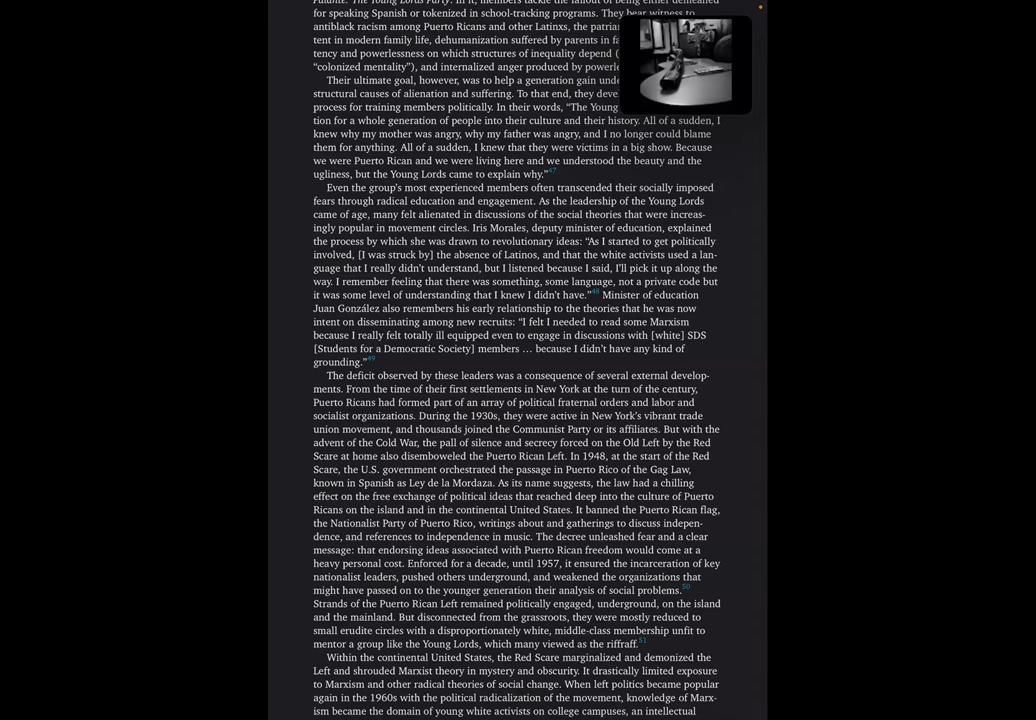 Palante: The Young Lords Party. In it, members tackle the fallout of being either demeaned
for speaking Spanish or tokenized in school-tracking programs. They bear witness to
antiblack racism among Puerto Ricans and other Latinxs, the patria
tent in modern family life, dehumanization suffered by parents in fa
tency and powerlessness on which structures of inequality depend (
“colonized mentality”), and internalized anger produced by powerle
Their ultimate goal, however, was to help a generation gain unde
structural causes of alienation and suffering. To that end, they deve
process for training members politically. In their words, “The Young
tion for a whole generation of people into their culture and their history. All of a sudden, I
knew why my mother was angry, why my father was angry, and I no longer could blame
them for anything. All of a sudden, I knew that they were victims in a big show. Because
we were Puerto Rican and we were living here and we understood the beauty and the
ugliness, but the Young Lords came to explain why.”47
Even the group’s most experienced members often transcended their socially imposed
fears through radical education and engagement. As the leadership of the Young Lords
came of age, many felt alienated in discussions of the social theories that were increas-
ingly popular in movement circles. Iris Morales, deputy minister of education, explained
the process by which she was drawn to revolutionary ideas: “As I started to get politically
involved, [I was struck by] the absence of Latinos, and that the white activists used a lan-
guage that I really didn’t understand, but I listened because I said, I’ll pick it up along the
way. I remember feeling that there was something, some language, not a private code but
it was some level of understanding that I knew I didn’t have.”48 Minister of education
Juan González also remembers his early relationship to the theories that he was now
intent on disseminating among new recruits: “I felt I needed to read some Marxism
because I really felt totally ill equipped even to engage in discussions with [white] SDS
[Students for a Democratic Society] members … because I didn’t have any kind of
grounding.”49
The deficit observed by these leaders was a consequence of several external develop-
ments. From the time of their first settlements in New York at the turn of the century,
Puerto Ricans had formed part of an array of political fraternal orders and labor and
socialist organizations. During the 1930s, they were active in New York’s vibrant trade
union movement, and thousands joined the Communist Party or its affiliates. But with the
advent of the Cold War, the pall of silence and secrecy forced on the Old Left by the Red
Scare at home also disemboweled the Puerto Rican Left. In 1948, at the start of the Red
Scare, the U.S. government orchestrated the passage in Puerto Rico of the Gag Law,
known in Spanish as Ley de la Mordaza. As its name suggests, the law had a chilling
effect on the free exchange of political ideas that reached deep into the culture of Puerto
Ricans on the island and in the continental United States. It banned the Puerto Rican flag,
the Nationalist Party of Puerto Rico, writings about and gatherings to discuss indepen-
dence, and references to independence in music. The decree unleashed fear and a clear
message: that endorsing ideas associated with Puerto Rican freedom would come at a
heavy personal cost. Enforced for a decade, until 1957, it ensured the incarceration of key
nationalist leaders, pushed others underground, and weakened the organizations that
might have passed on to the younger generation their analysis of social problems.50
Strands of the Puerto Rican Left remained politically engaged, underground, on the island
and the mainland. But disconnected from the grassroots, they were mostly reduced to
small erudite circles with a disproportionately white, middle-class membership unfit to
mentor a group like the Young Lords, which many viewed as the riffraff.51
Within the continental United States, the Red Scare marginalized and demonized the
Left and shrouded Marxist theory in mystery and obscurity. It drastically limited exposure
to Marxism and other radical theories of social change. When left politics became popular
again in the 1960s with the political radicalization of the movement, knowledge of Marx-
ism became the domain of young white activists on college campuses, an intellectual